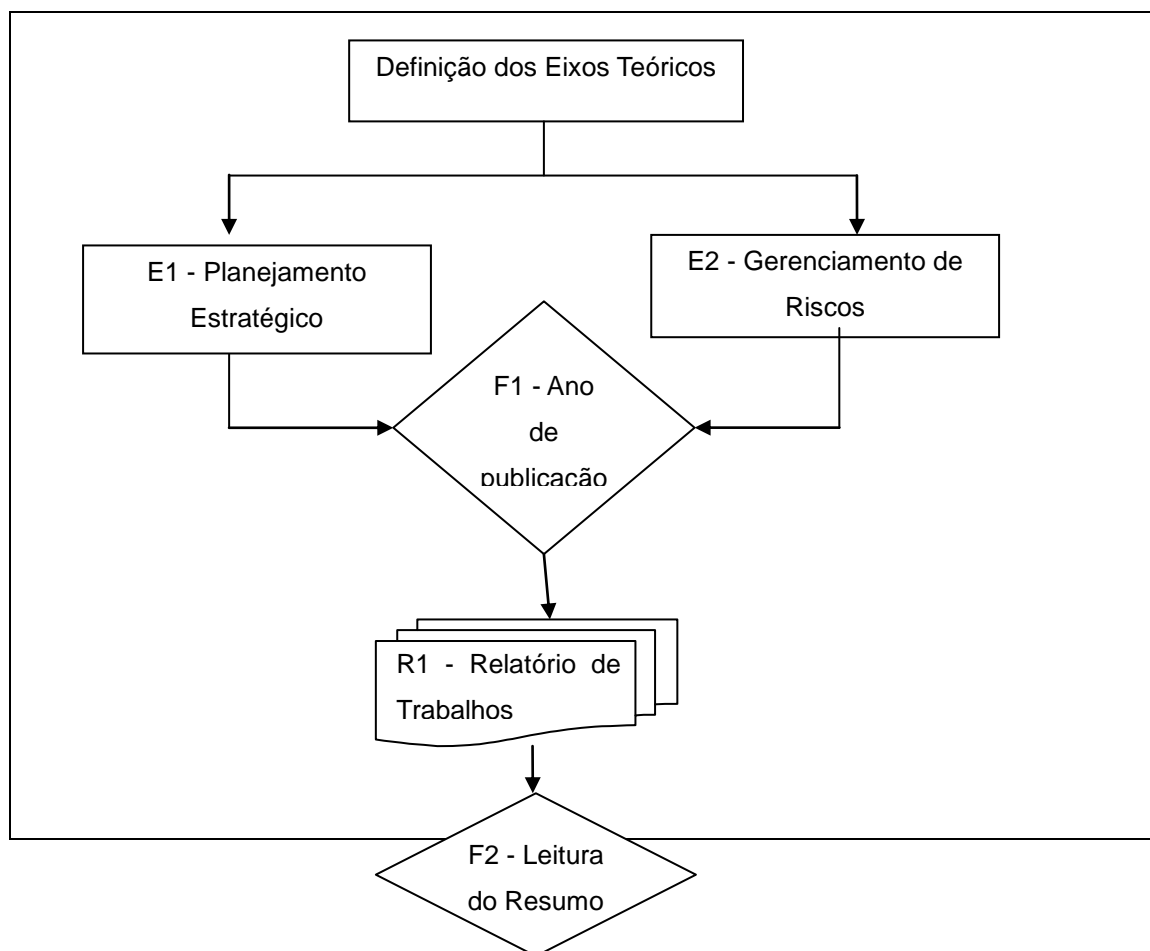 Definição dos Eixos Teóricos
E1 - Planejamento
Estratégico
E2 - Gerenciamento de
Riscos
F1 - Ano
de
publicação
R1 - Relatório de
Trabalhos
F2 - Leitura
do Resumo